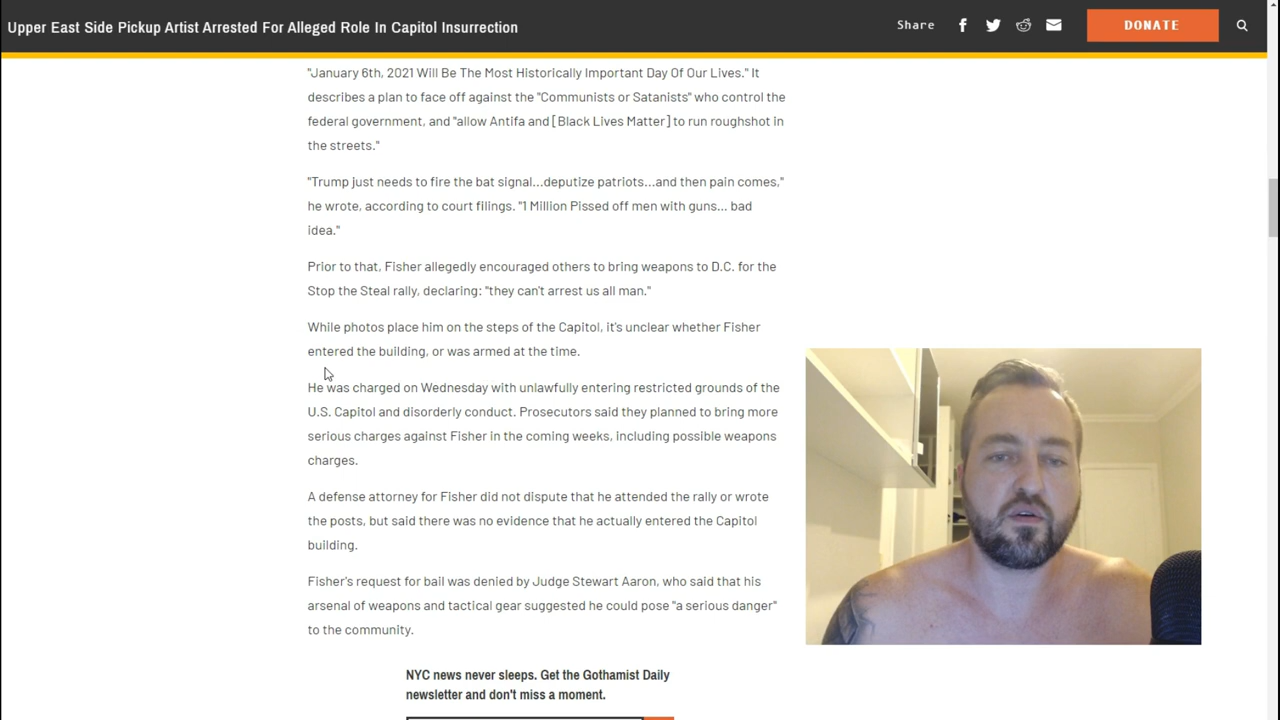 Upper East Side Pickup Artist Arrested For Alleged Role In Capitol Insurrection
Share
DONATE
"January 6th, 2021 Will Be The Most Historically Important Day Of Our Lives." It
describes a plan to face off against the "Communists or Satanists" who control the
federal government, and "allow Antifa and [Black Lives Matter] to run roughshot in
the streets."
"Trump just needs to fire the bat signal...deputize patriots...and then pain comes,"
he wrote, according to court filings. "1 Million Pissed off men with guns... bad
idea."
Prior to that, Fisher allegedly encouraged others to bring weapons to D.C. for the
Stop the Steal rally, declaring: "they can't arrest us all man."
While photos place him on the steps of the Capitol, it's unclear whether Fisher
entered the building, or was armed at the time.
He was charged on Wednesday with unlawfully entering restricted grounds of the
U.S. Capitol and disorderly conduct. Prosecutors said they planned to bring more
serious charges against Fisher in the coming weeks, including possible weapons
charges.
A defense attorney for Fisher did not dispute that he attended the rally or wrote
the posts, but said there was no evidence that he actually entered the Capitol
building.
Fisher's request for bail was denied by Judge Stewart Aaron, who said that his
arsenal of weapons and tactical gear suggested he could pose "a serious danger"
to the community.
NYC news never sleeps. Get the Gothamist Daily
newsletter and don't miss a moment.